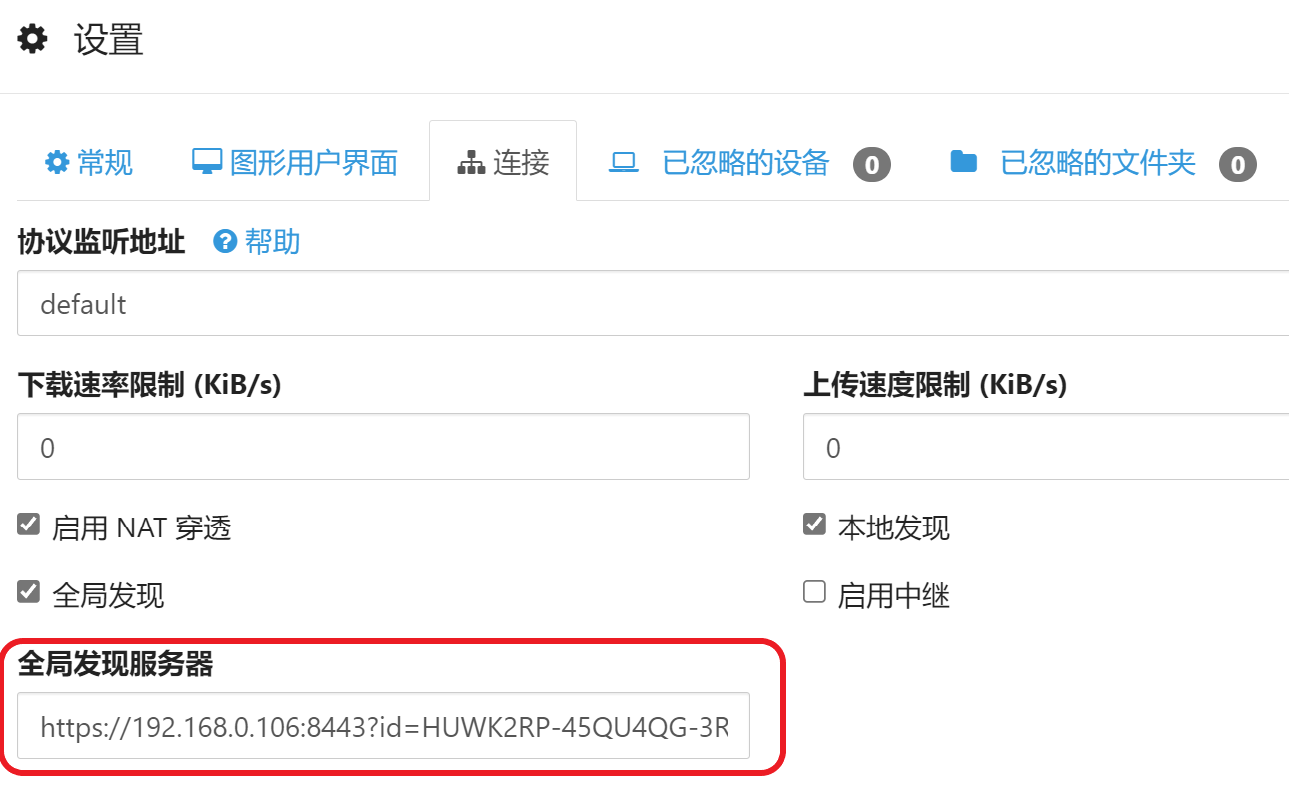 设置
常规 图形用户界面 连接 已忽略的设备 0 已忽略的文件夹 0
协议监听地址 帮助
default
下载速率限制 (KiB/s) 上传速度限制 (KiB/s)
0 0
启用 NAT 穿透 本地发现
全局发现 启用中继
全局发现服务器
https://192.168.0.106:8443?id=HUWK2RP-45QU4QG-3R